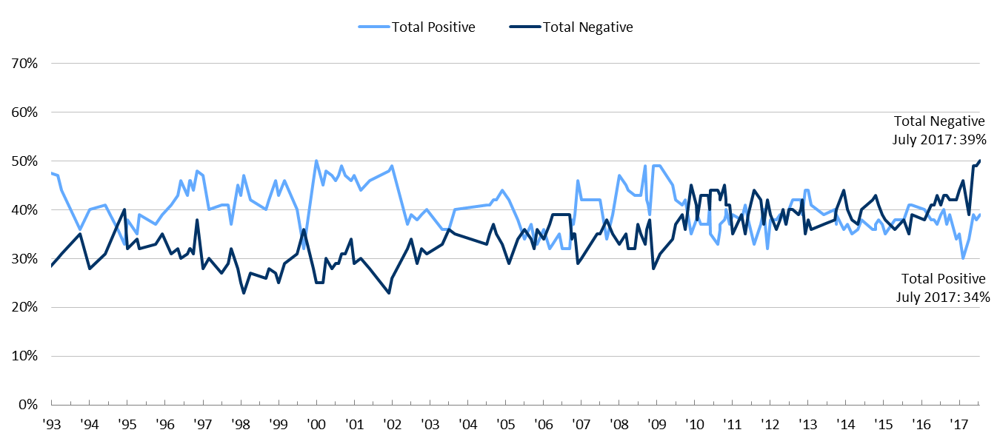 Total Positive Total Negative
70%
60%
Total Negative
July 2017: 39%
50%
40%
30%
Total Positive
July 2017: 34%
20%
10%
0%
'93 '94 '95 '96 '97 '98 '99 '00 '01 '02 '03 '04 '05 '06 '07 '08 '09 '10 '11 '12 '13 '14 '15 '16 '17